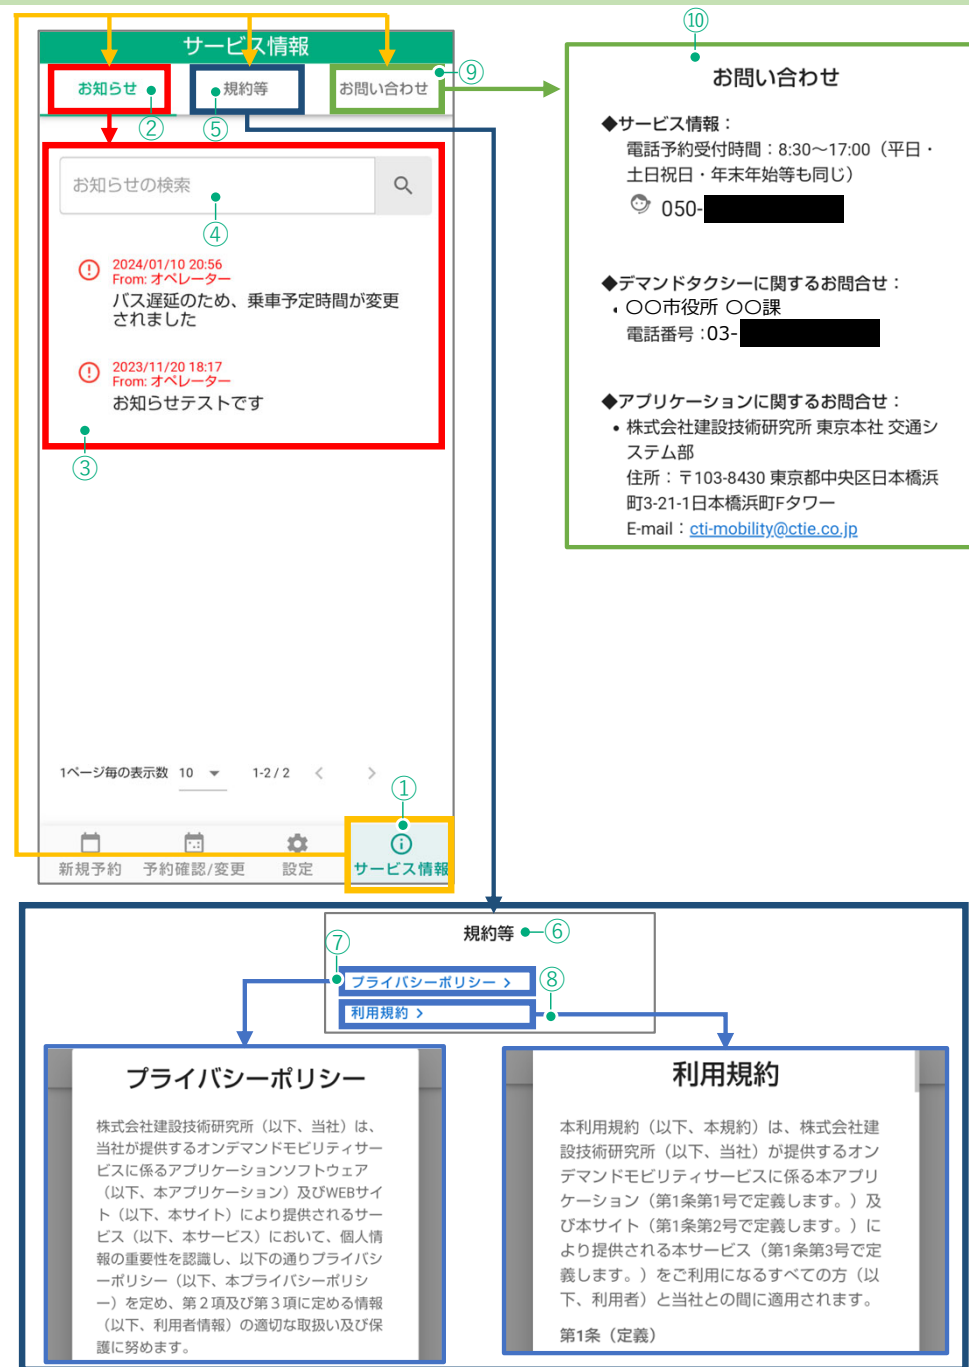 サービス情報
お知らせ
②
規約等
⑤
お問い合わせ
⑨
お知らせの検索
④
2024/01/10 20:56
From: オペレーター
バス遅延のため、乗車予定時間が変更
されました
2023/11/20 18:17
From: オペレーター
お知らせテストです
③
1ページ毎の表示数 10 1-2 / 2
①
新規予約
予約確認/変更
設定
サービス情報
⑩
お問い合わせ
◆サービス情報：
電話予約受付時間：8:30～17:00（平日・
土日祝日・年末年始等も同じ）
050-
◆デマンドタクシーに関するお問合せ：
・〇〇市役所 〇〇課
電話番号：03-
◆アプリケーションに関するお問合せ：
• 株式会社建設技術研究所 東京本社 交通シ
ステム部
住所：〒103-8430 東京都中央区日本橋浜
町3-21-1日本橋浜町Fタワー
E-mail：cti-mobility@ctie.co.jp
規約等
⑥
⑦
プライバシーポリシー
⑧
利用規約
プライバシーポリシー
株式会社建設技術研究所（以下、当社）は、
当社が提供するオンデマンドモビリティサー
ビスに係るアプリケーションソフトウェア
（以下、本アプリケーション）及びWEBサイ
ト（以下、本サイト）により提供されるサー
ビス（以下、本サービス）において、個人情
報の重要性を認識し、以下の通りプライバシ
ーポリシー（以下、本プライバシーポリシ
ー）を定め、第２項及び第３項に定める情報
（以下、利用者情報）の適切な取扱い及び保
護に努めます。
利用規約
本利用規約（以下、本規約）は、株式会社建
設技術研究所（以下、当社）が提供するオン
デマンドモビリティサービスに係る本アプリ
ケーション（第1条第1号で定義します。）及
び本サイト（第1条第2号で定義します。）に
より提供される本サービス（第1条第3号で定
義します。）をご利用になるすべての方（以
下、利用者）と当社との間に適用されます。
第1条（定義）